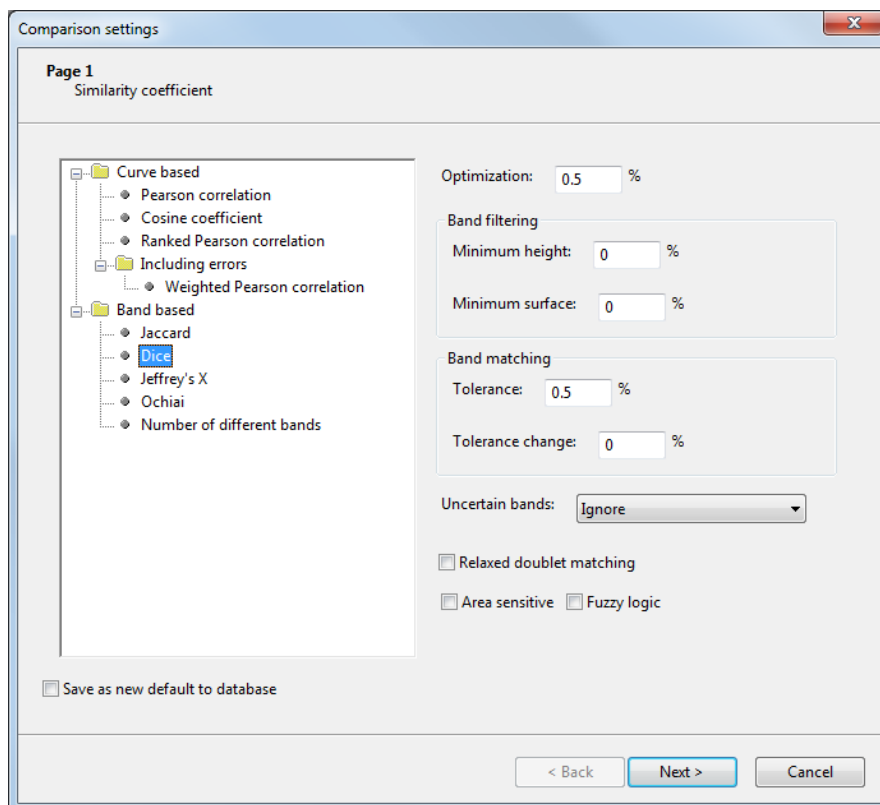 Comparison settings
Page 1
Similarity coefficient
Curve based
Pearson correlation
Cosine coefficient
Ranked Pearson correlation
Including errors
Weighted Pearson correlation
Band based
Jaccard
Dice
Jeffrey's X
Ochiai
Number of different bands
Optimization: 0.5 %
Band filtering
Minimum height: 0 %
Minimum surface: 0 %
Band matching
Tolerance: 0.5 %
Tolerance change: 0 %
Uncertain bands: Ignore
Relaxed doublet matching
Area sensitive Fuzzy logic
Save as new default to database
< Back Next > Cancel